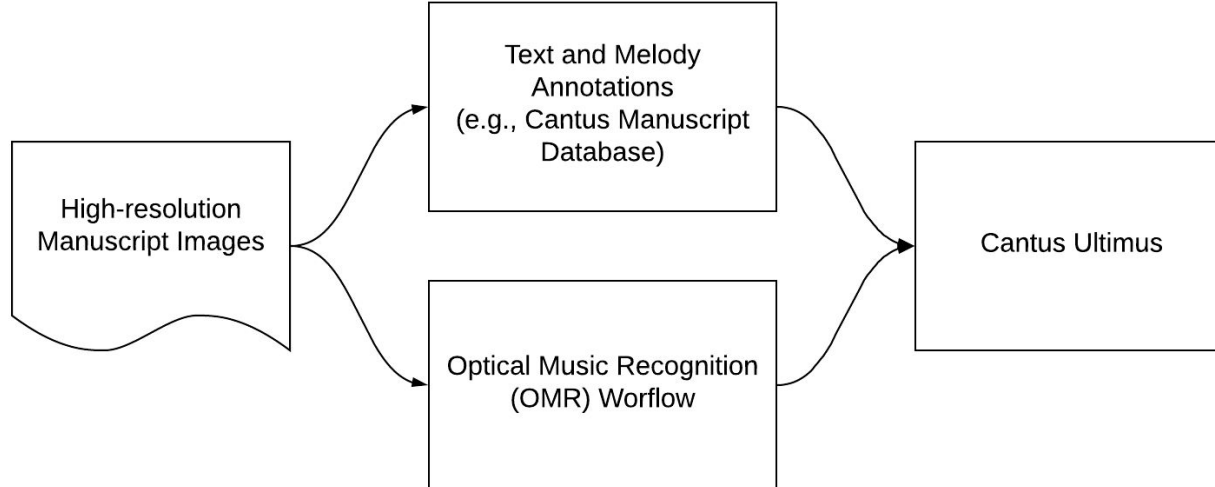 High-resolution
Manuscript Images
Text and Melody
Annotations
(e.g., Cantus Manuscript
Database)
Optical Music Recognition
(OMR) Worflow
Cantus Ultimus